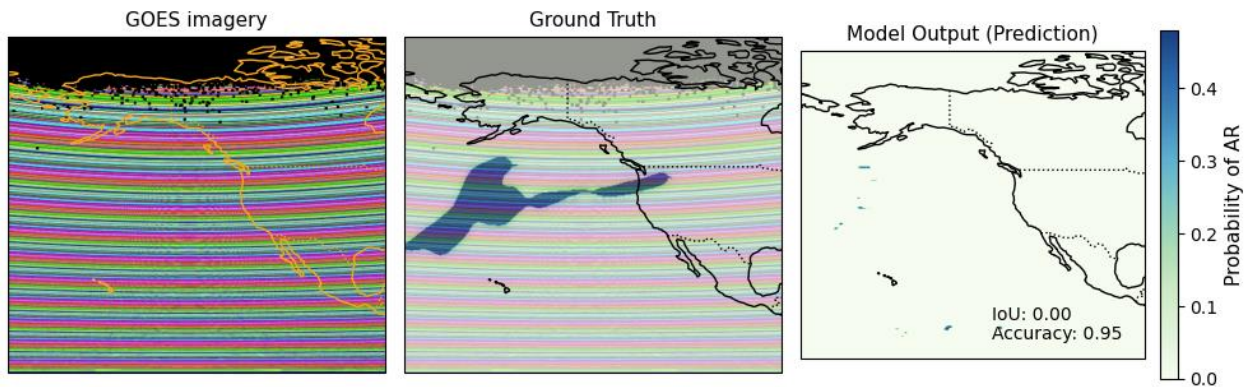 GOES imagery
Ground Truth
Model Output (Prediction)
IoU: 0.00
Accuracy: 0.95
0.4
0.3
0.2
0.1
0.0
Probability of AR